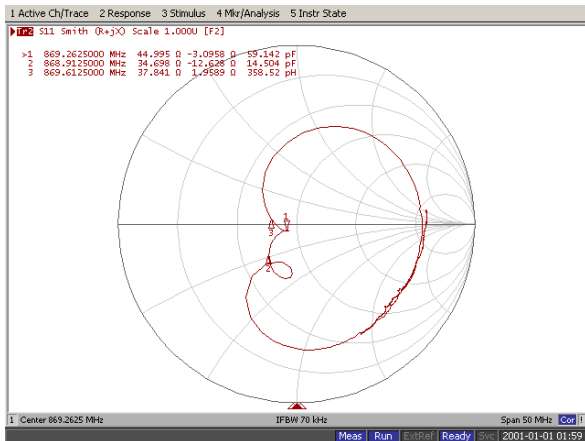 1 Active Ch/Trace 2 Response 3 Stimulus 4 Mkr/Analysis 5 Instr State
Tr2 S11 Smith (R+jX) Scale 1.000U [F2]
>1 869.2625000 MHz 44.995 Ω -3.0958 Ω 59.142 pF
2 868.9125000 MHz 34.698 Ω -12.628 Ω 14.504 pF
3 869.6125000 MHz 37.841 Ω 1.9589 Ω 358.52 pH
1
3
2
1 Center 869.2625 MHz IFBW 70 kHz Span 50 MHz Cor !
Meas Run ExtRef Ready Svc 2001-01-01 01:59